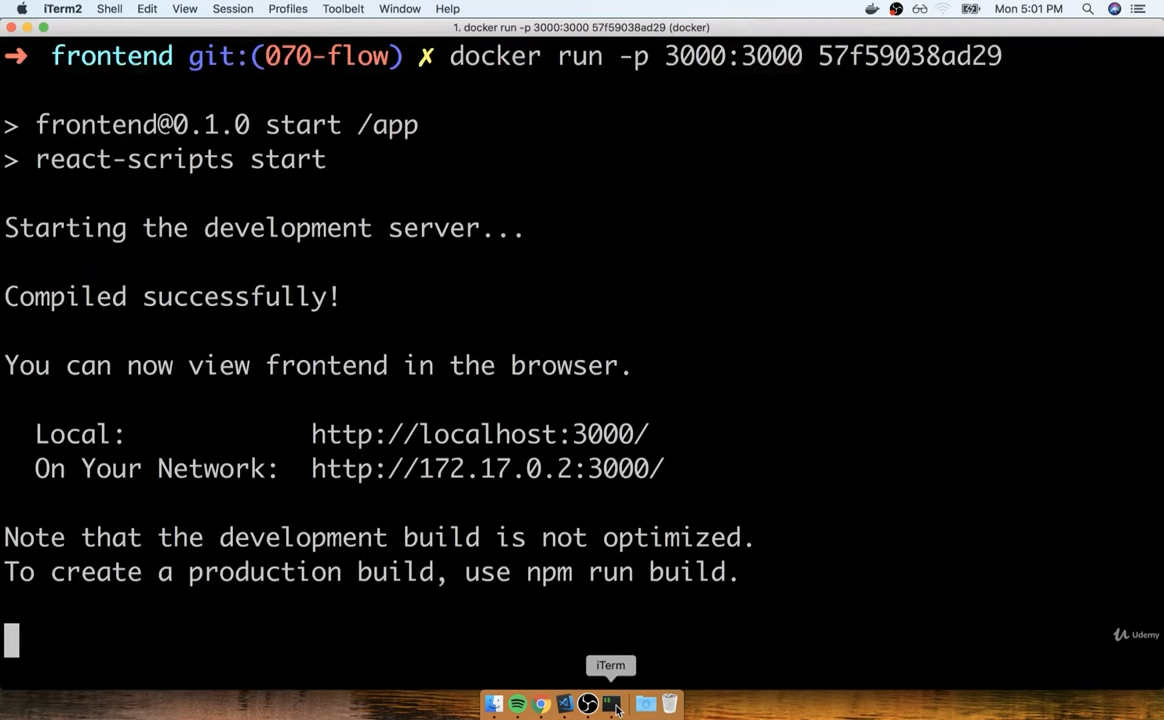 iTerm2 Shell Edit View Session Profiles Toolbelt Window Help Mon 5:01 PM
1. docker run -p 3000:3000 57f59038ad29 (docker)
➜ frontend git:(070-flow) ✗ docker run -p 3000:3000 57f59038ad29
> frontend@0.1.0 start /app
> react-scripts start
Starting the development server...
Compiled successfully!
You can now view frontend in the browser.
Local: http://localhost:3000/
On Your Network: http://172.17.0.2:3000/
Note that the development build is not optimized.
To create a production build, use npm run build.
Udemy
iTerm